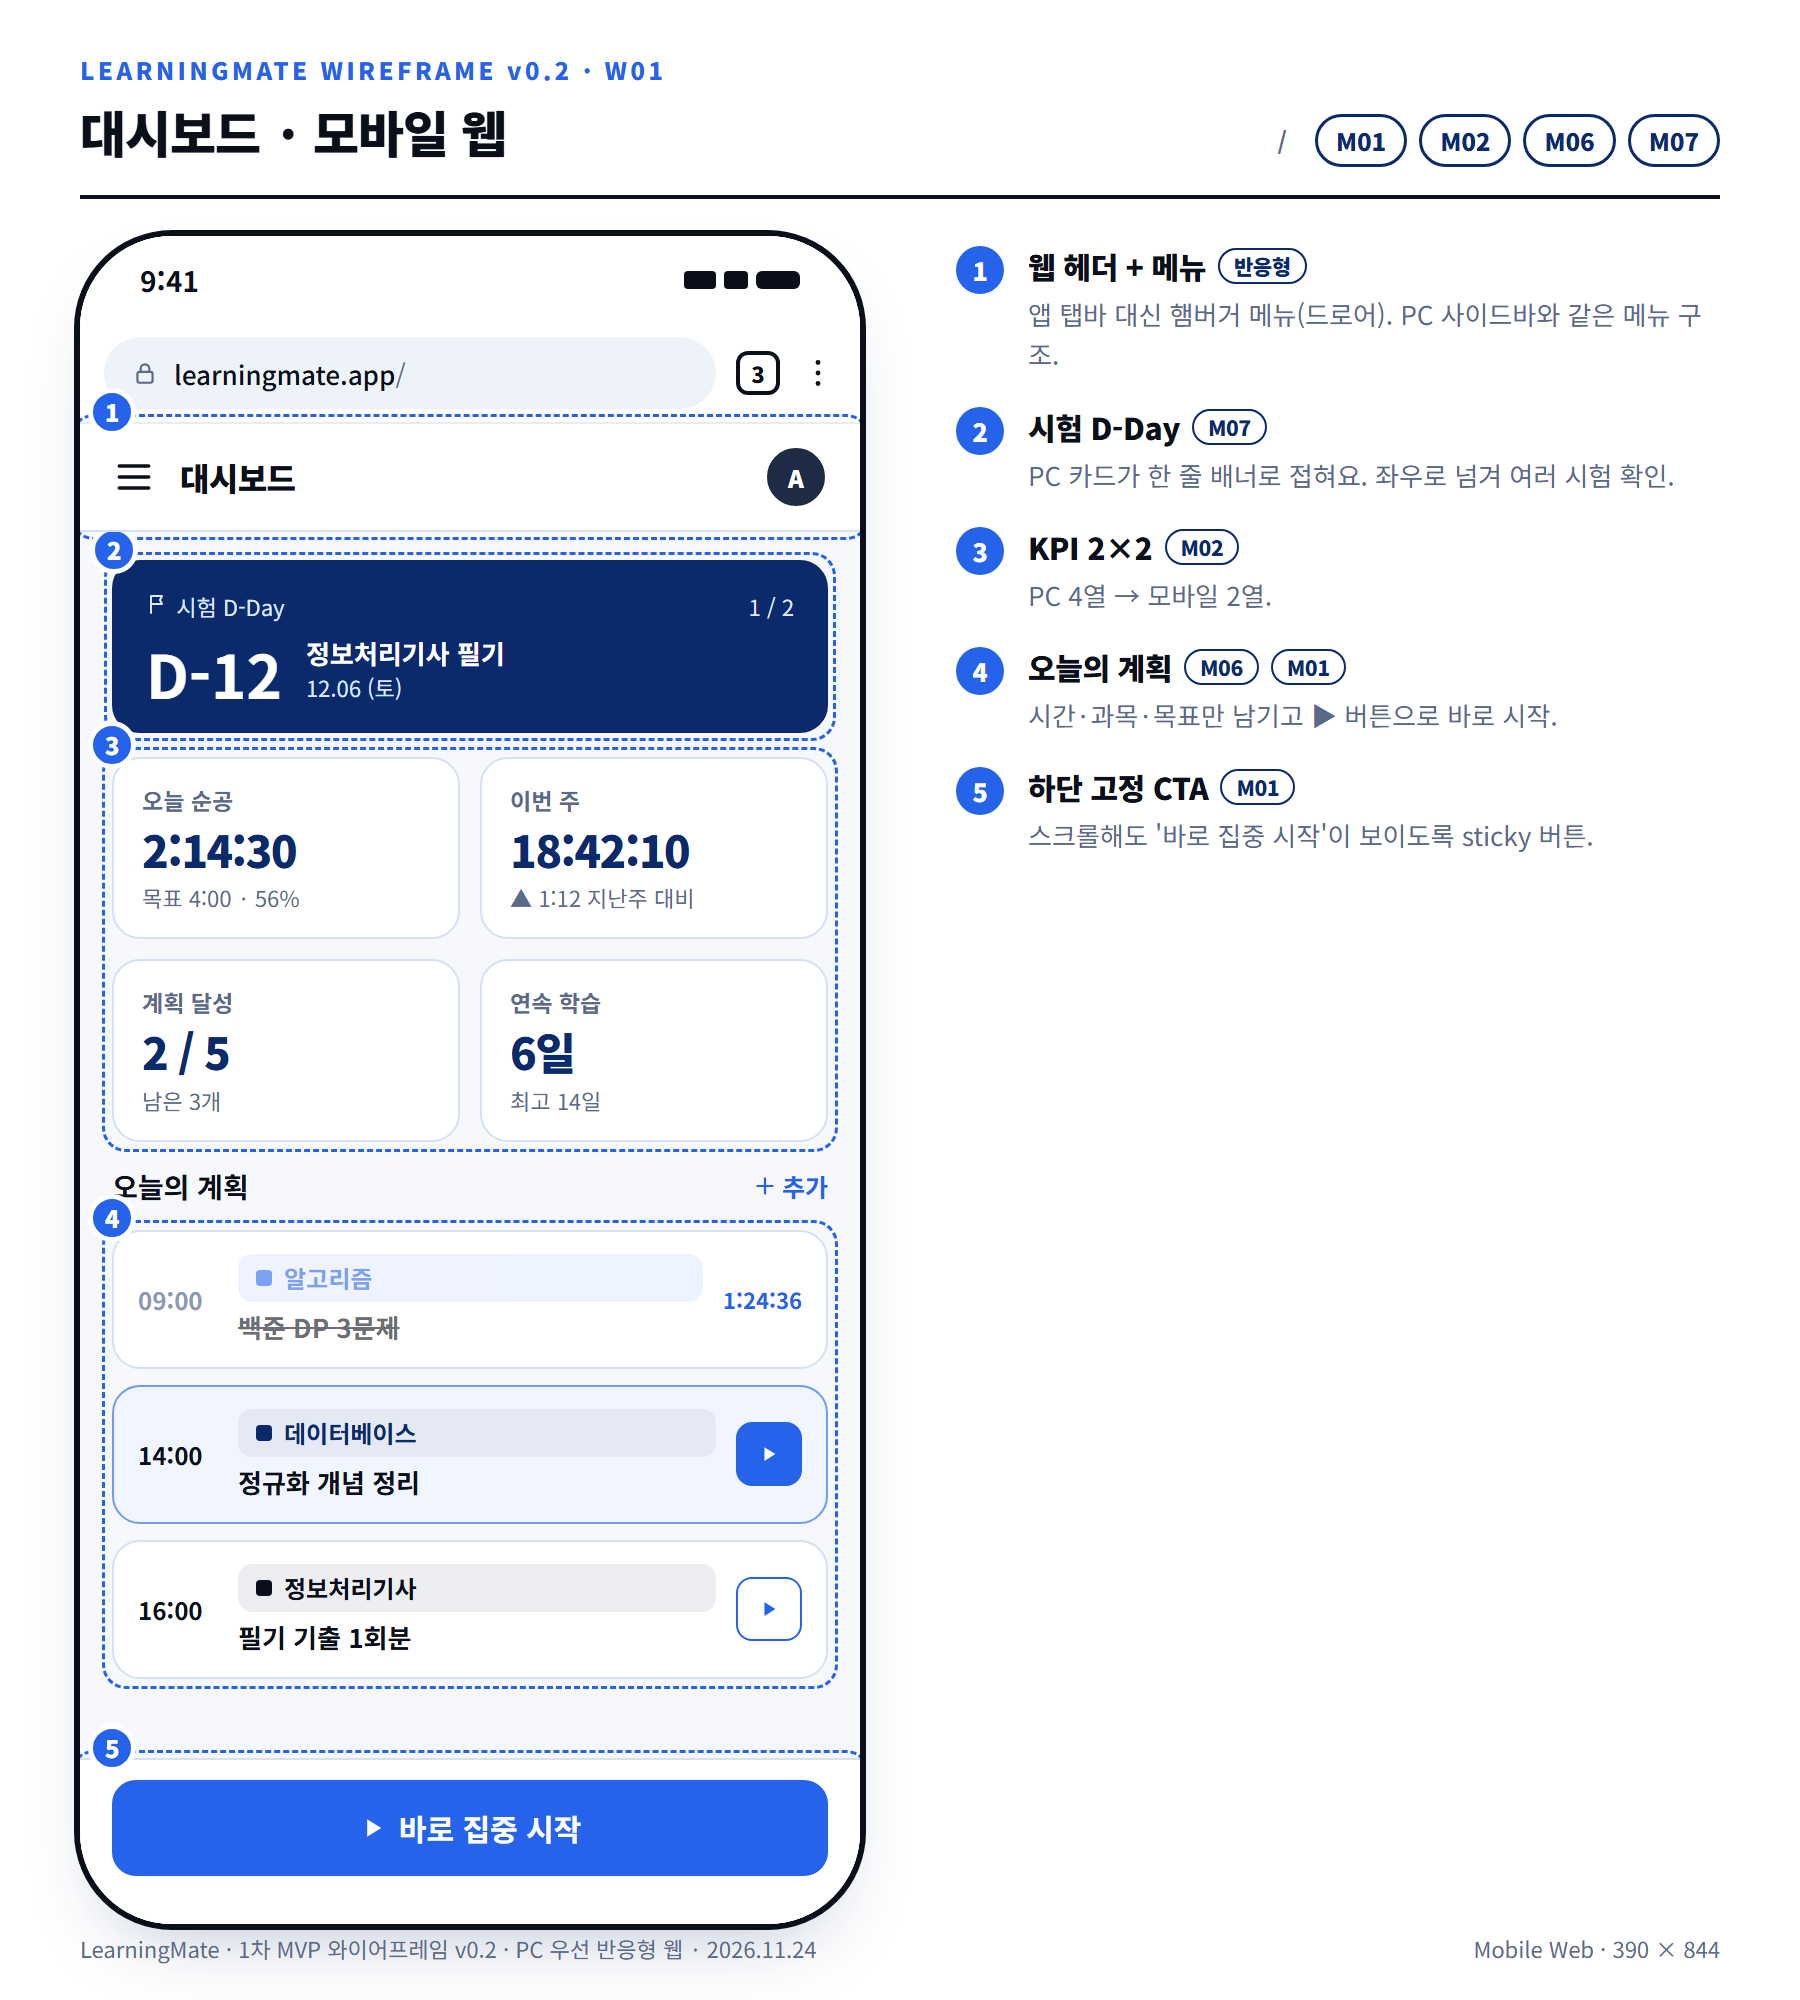 LEARNINGMATE WIREFRAME v0.2 · W01
대시보드 · 모바일 웹
/ M01 M02 M06 M07
9:41
learningmate.app/
3
1
대시보드
A
2
시험 D-Day
1 / 2
D-12
정보처리기사 필기
12.06 (토)
3
오늘 순공
2:14:30
목표 4:00 · 56%
이번 주
18:42:10
▲ 1:12 지난주 대비
계획 달성
2 / 5
남은 3개
연속 학습
6일
최고 14일
오늘의 계획
+ 추가
4
09:00
알고리즘
백준 DP 3문제
1:24:36
14:00
데이터베이스
정규화 개념 정리
16:00
정보처리기사
필기 기출 1회분
5
▶ 바로 집중 시작
1 웹 헤더 + 메뉴 반응형
앱 탭바 대신 햄버거 메뉴(드로어). PC 사이드바와 같은 메뉴 구
조.
2 시험 D-Day M07
PC 카드가 한 줄 배너로 접혀요. 좌우로 넘겨 여러 시험 확인.
3 KPI 2×2 M02
PC 4열 → 모바일 2열.
4 오늘의 계획 M06 M01
시간·과목·목표만 남기고 ▶ 버튼으로 바로 시작.
5 하단 고정 CTA M01
스크롤해도 '바로 집중 시작'이 보이도록 sticky 버튼.
LearningMate · 1차 MVP 와이어프레임 v0.2 · PC 우선 반응형 웹 · 2026.11.24
Mobile Web · 390 × 844